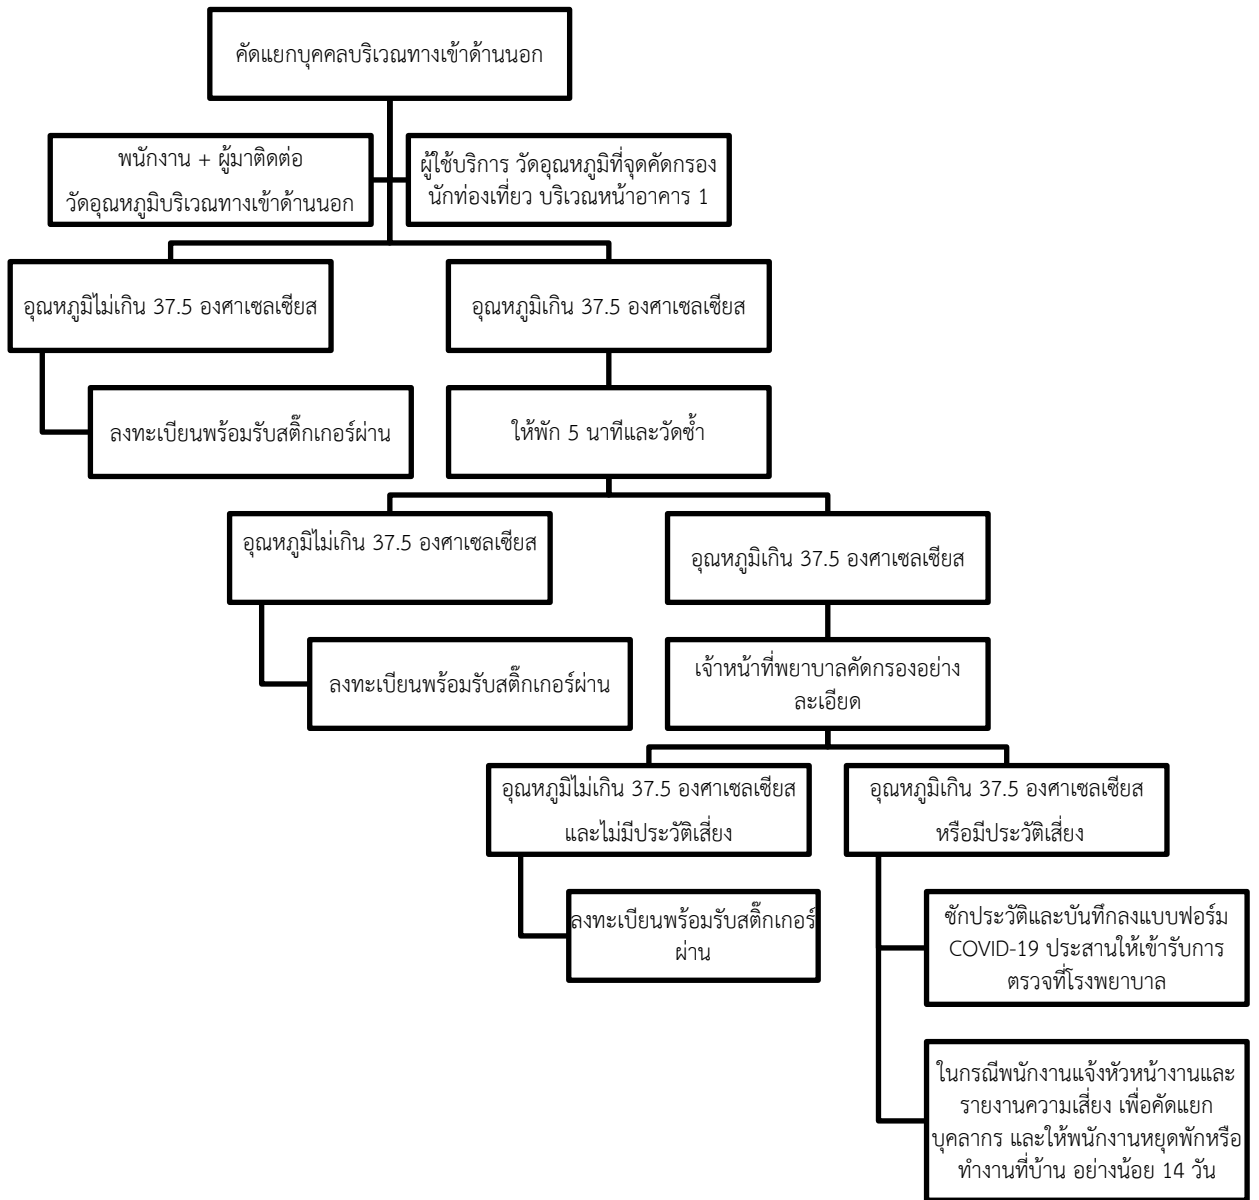 คัดแยกบุคคลบริเวณทางเข้าด้านนอก
พนักงาน + ผู้มาติดต่อ
วัดอุณหภูมิบริเวณทางเข้าด้านนอก
ผู้ใช้บริการ วัดอุณหภูมิที่จุดคัดกรอง
นักท่องเที่ยว บริเวณหน้าอาคาร 1
อุณหภูมิไม่เกิน 37.5 องศาเซลเซียส
อุณหภูมิเกิน 37.5 องศาเซลเซียส
ลงทะเบียนพร้อมรับสติ๊กเกอร์ผ่าน
ให้พัก 5 นาทีและวัดซ้ำ
อุณหภูมิไม่เกิน 37.5 องศาเซลเซียส
อุณหภูมิเกิน 37.5 องศาเซลเซียส
ลงทะเบียนพร้อมรับสติ๊กเกอร์ผ่าน
เจ้าหน้าที่พยาบาลคัดกรองอย่าง
ละเอียด
อุณหภูมิไม่เกิน 37.5 องศาเซลเซียส
และไม่มีประวัติเสี่ยง
อุณหภูมิเกิน 37.5 องศาเซลเซียส
หรือมีประวัติเสี่ยง
ลงทะเบียนพร้อมรับสติ๊กเกอร์
ผ่าน
ซักประวัติและบันทึกลงแบบฟอร์ม
COVID-19 ประสานให้เข้ารับการ
ตรวจที่โรงพยาบาล
ในกรณีพนักงานแจ้งหัวหน้างานและ
รายงานความเสี่ยง เพื่อคัดแยก
บุคลากร และให้พนักงานหยุดพักหรือ
ทำงานที่บ้าน อย่างน้อย 14 วัน